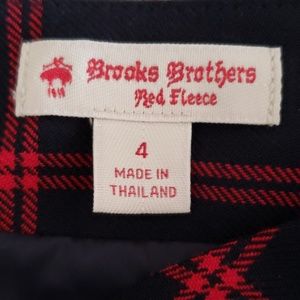 Brooks Brothers
Red Fleece
4
MADE IN
THAILAND